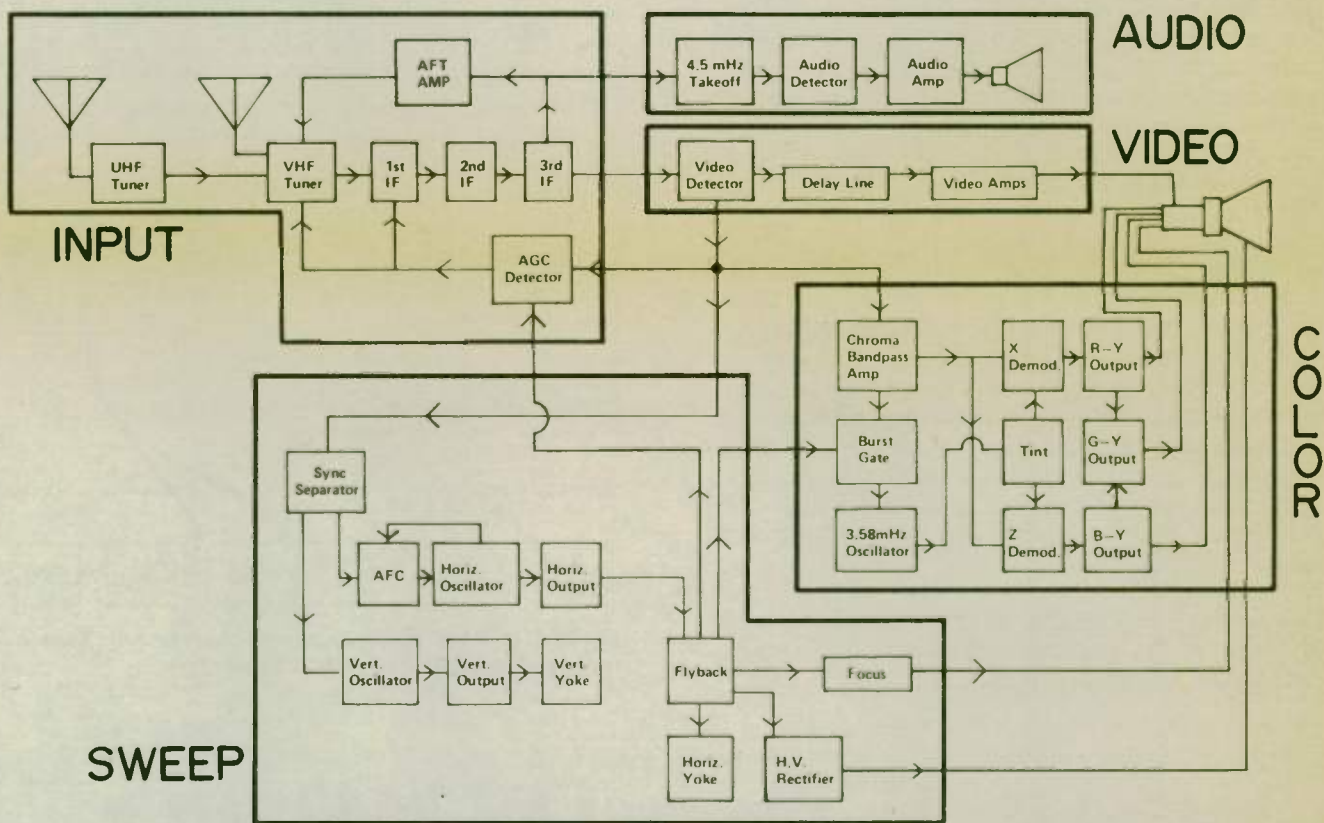 AUDIO
AFT
AMP
4.5 mHz
Takeoff
Audio
Detector
Audio
Amp
VIDEO
UHF
Tuner
VHF
Tuner
1st
IF
2nd
IF
3rd
IF
Video
Detector
Delay Line
Video Amps
INPUT
AGC
Detector
COLOR
Chroma
Bandpass
Amp
X
Demod.
R-Y
Output
Burst
Gate
Tint
G-Y
Output
3.58mHz
Oscillator
Z
Demod.
B-Y
Output
Sync
Separator
AFC
Horiz.
Oscillator
Horiz.
Output
Vert.
Oscillator
Vert.
Output
Vert
Yoke
Flyback
Focus
SWEEP
Horiz.
Yoke
H.V.
Rectifier